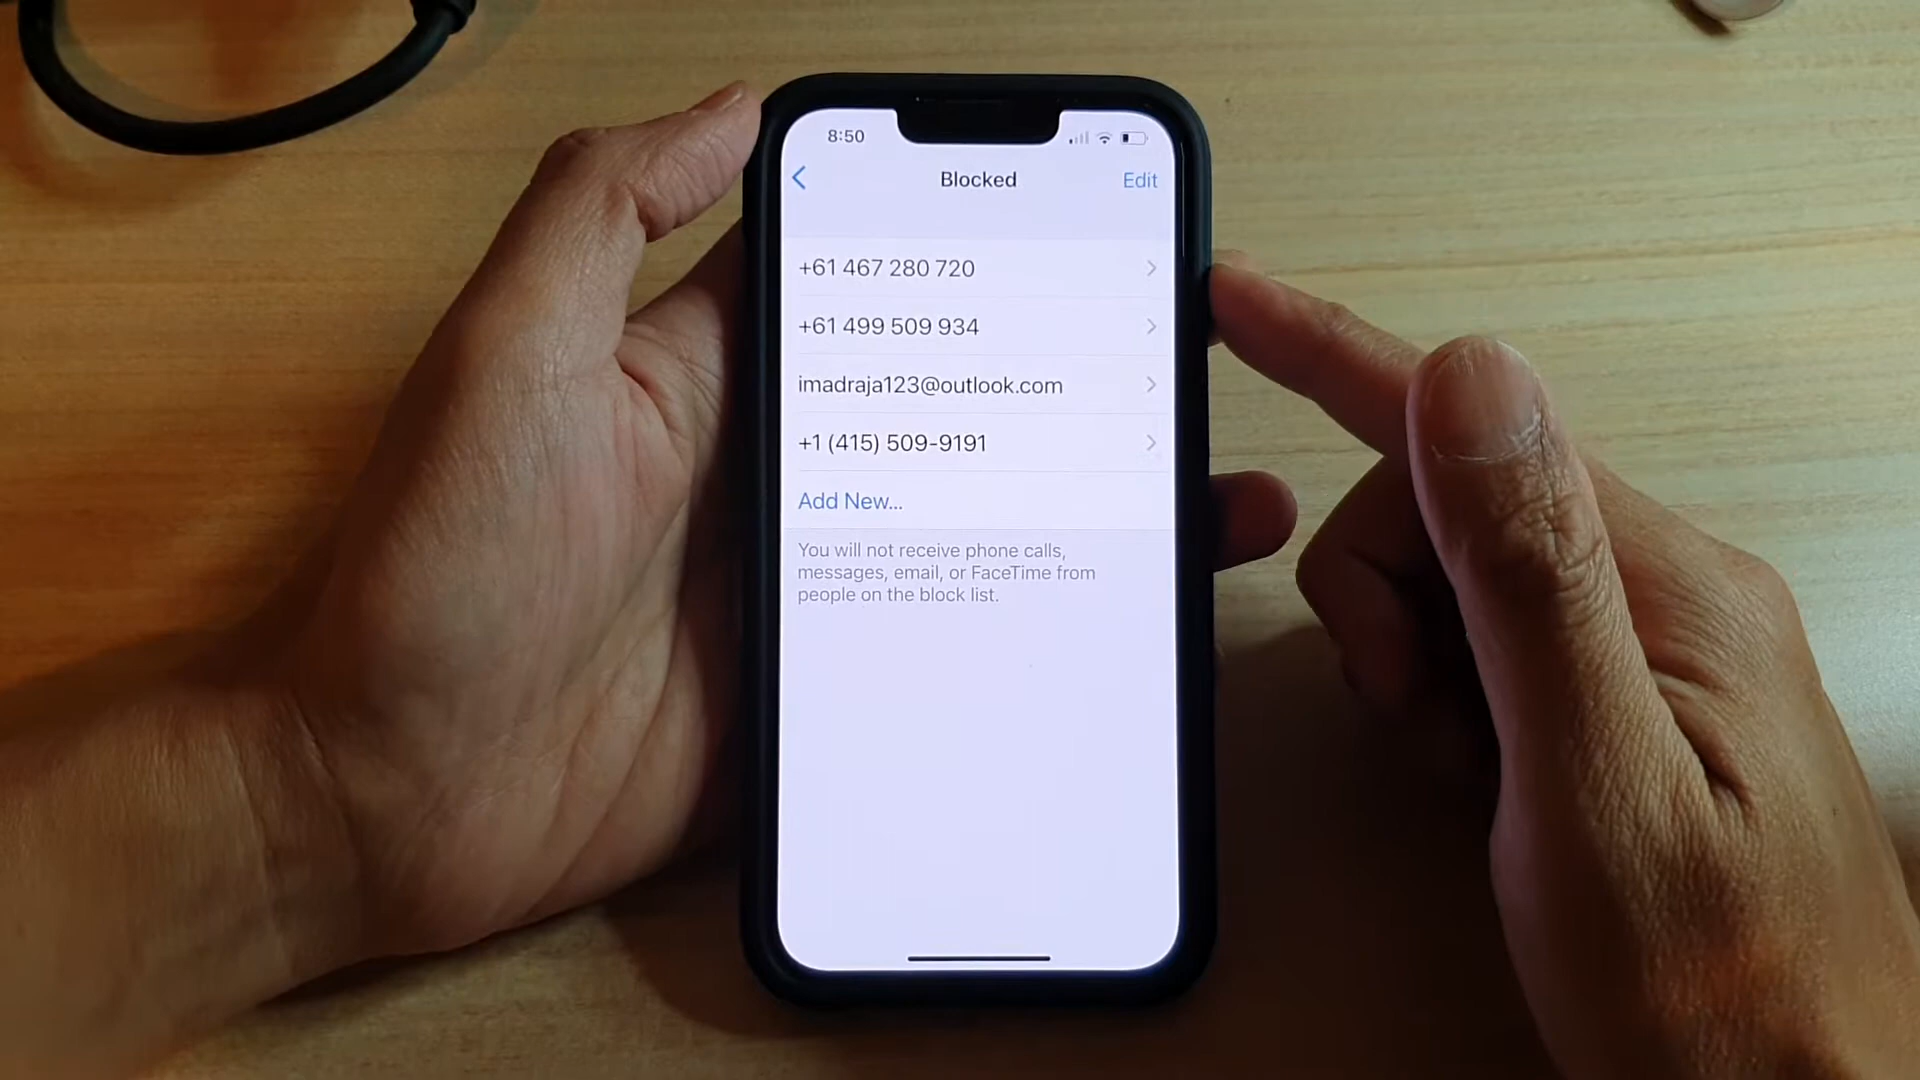 8:50
Blocked
Edit
+61 467 280 720
+61 499 509 934
imadraja123@outlook.com
+1 (415) 509-9191
Add New...
You will not receive phone calls,
messages, email, or FaceTime from
people on the block list.